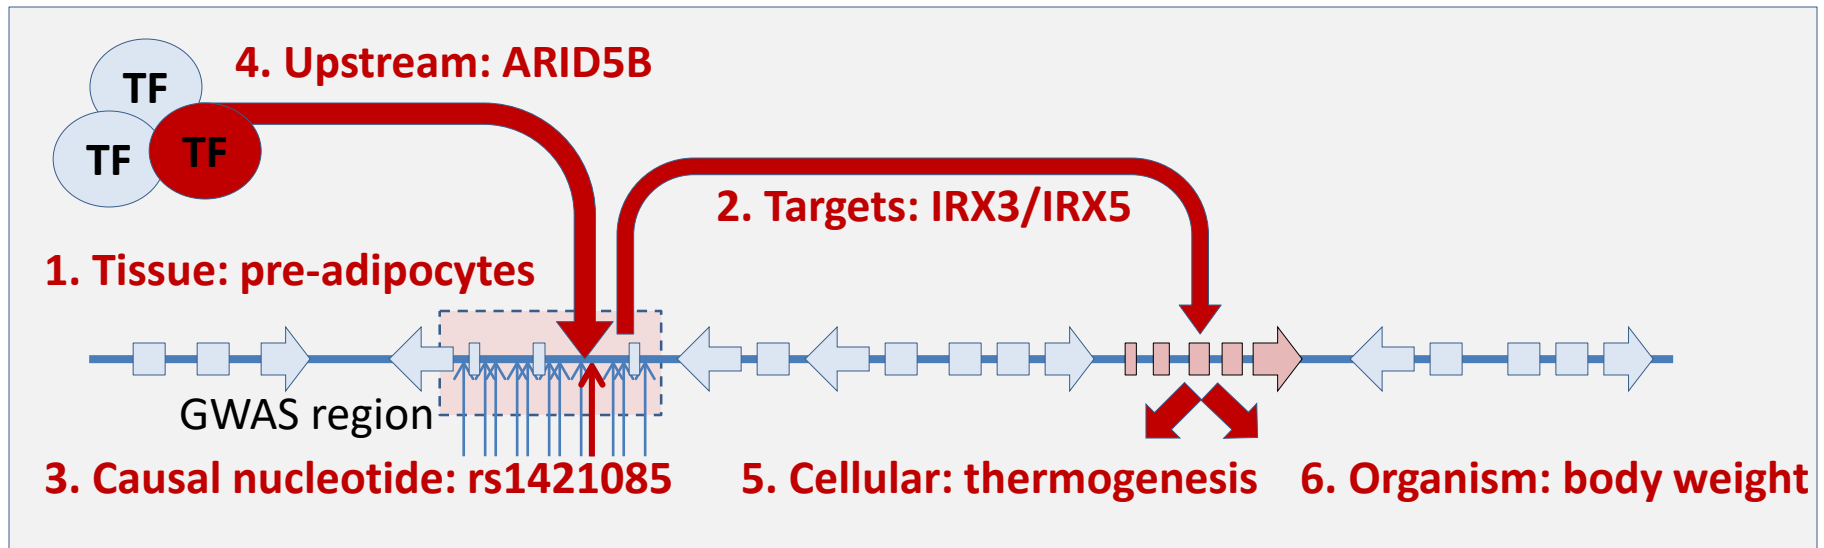 4. Upstream: ARID5B
TF
TF
TF
2. Targets: IRX3/IRX5
1. Tissue: pre-adipocytes
GWAS region
3. Causal nucleotide: rs1421085
5. Cellular: thermogenesis
6. Organism: body weight